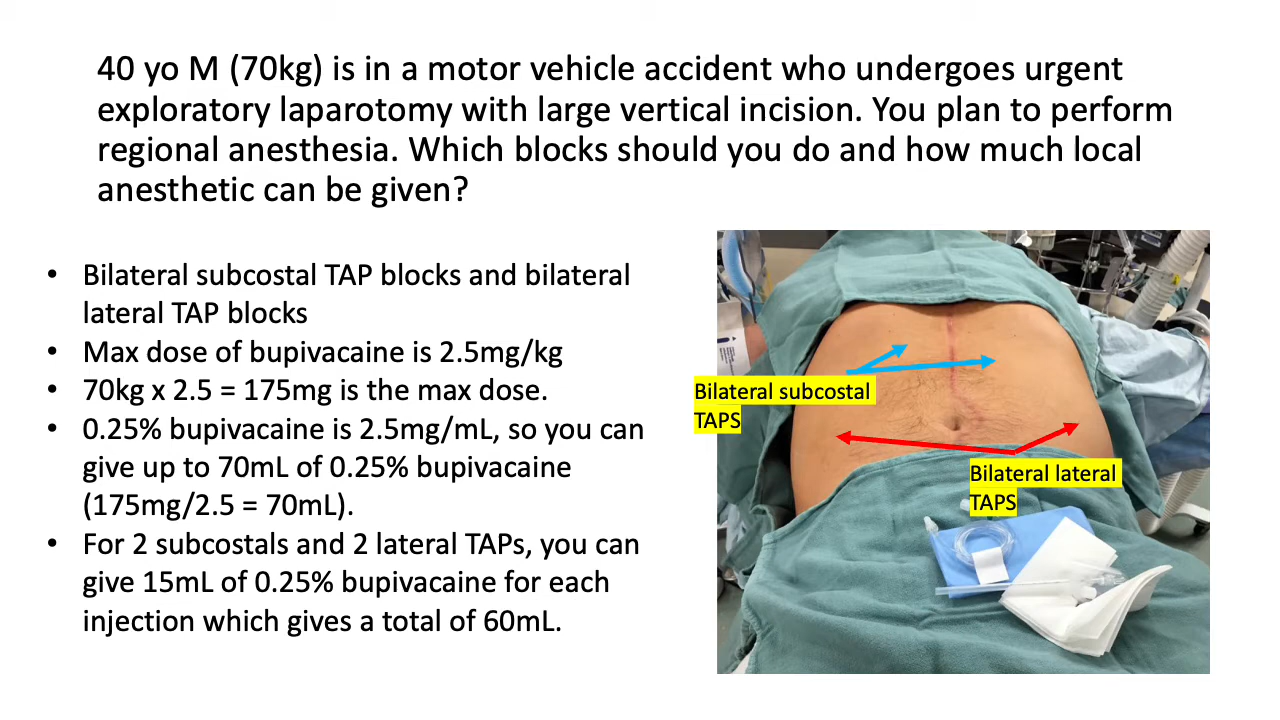 40 yo M (70kg) is in a motor vehicle accident who undergoes urgent
exploratory laparotomy with large vertical incision. You plan to perform
regional anesthesia. Which blocks should you do and how much local
anesthetic can be given?
• Bilateral subcostal TAP blocks and bilateral
lateral TAP blocks
• Max dose of bupivacaine is 2.5mg/kg
• 70kg x 2.5 = 175mg is the max dose.
• 0.25% bupivacaine is 2.5mg/mL, so you can
give up to 70mL of 0.25% bupivacaine
(175mg/2.5 = 70mL).
• For 2 subcostals and 2 lateral TAPs, you can
give 15mL of 0.25% bupivacaine for each
injection which gives a total of 60mL.
Bilateral subcostal
TAPS
Bilateral lateral
TAPS